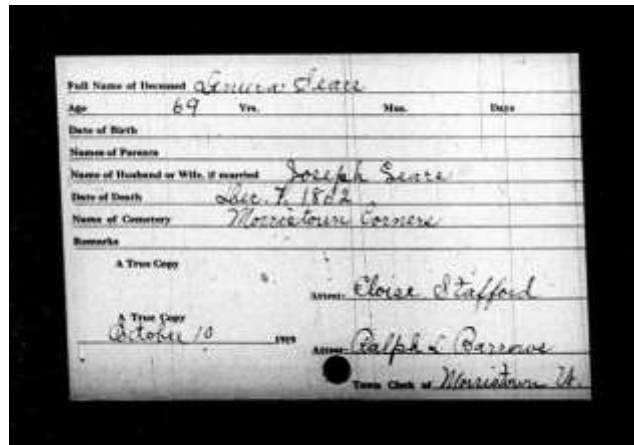 Full Name of Deceased Lemira Sears
Age 69 Yrs. Mos. Days
Date of Birth
Names of Parents
Name of Husband or Wife, if married Joseph Sears
Date of Death Dec. 7, 1862
Name of Cemetery Morristown Corners
Remarks
A True Copy
Attest- Eloise Stafford
A True Copy
October 10 1919 Attest- Ralph L Barrows
Town Clerk of Morristown Vt.